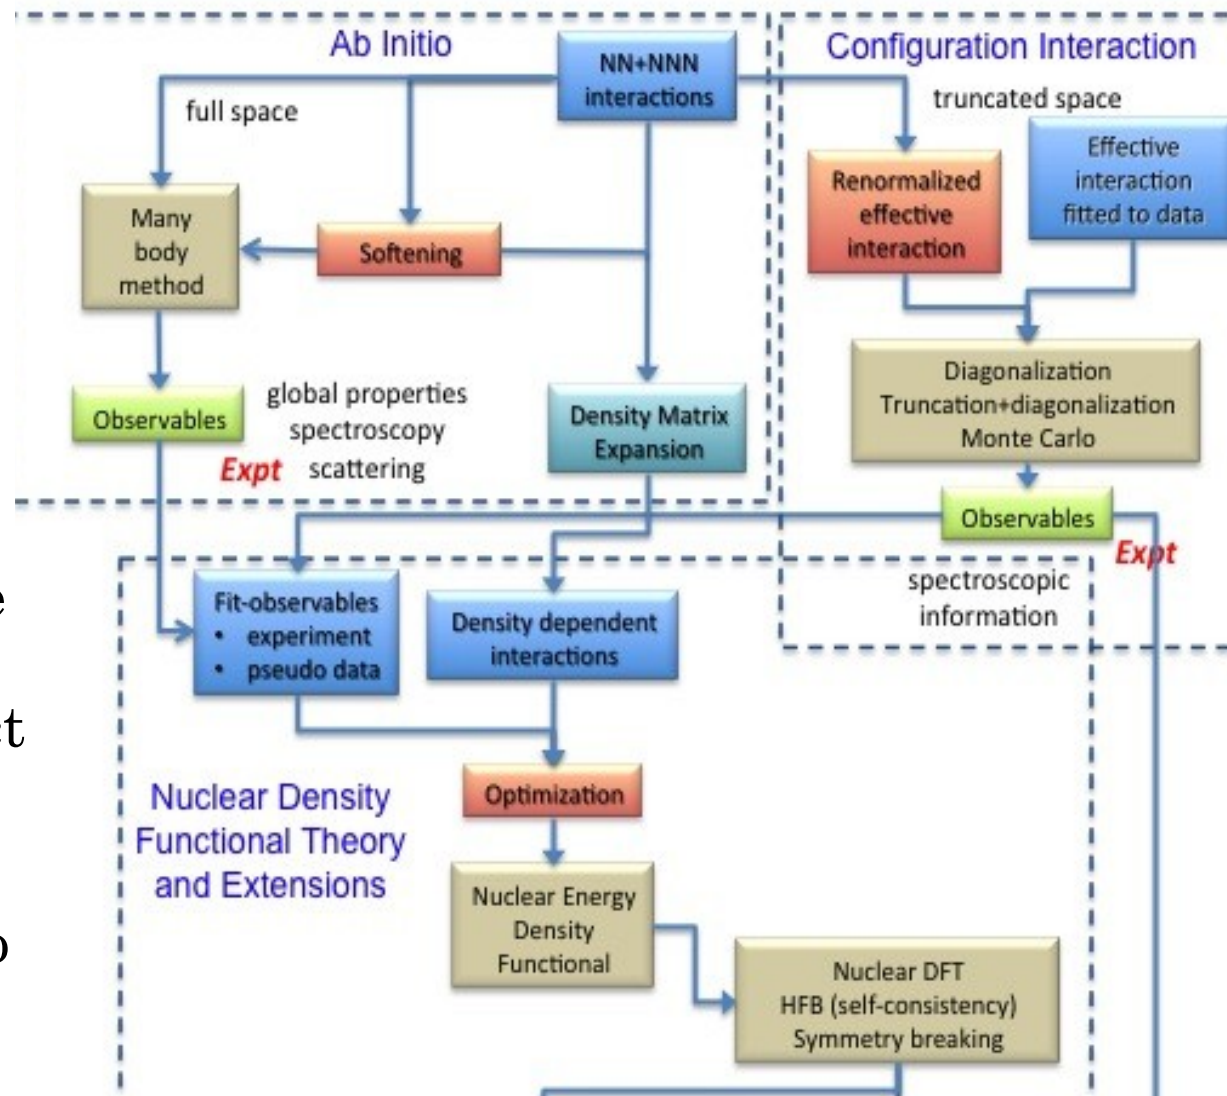 Ab Initio
NN+NNN
interactions
full space
Many
body
method
Softening
Observables
global properties
spectroscopy
Expt scattering
Density Matrix
Expansion
Configuration Interaction
truncated space
Renormalized
effective
interaction
Effective
interaction
fitted to data
Diagonalization
Truncation+diagonalization
Monte Carlo
Observables
Expt
spectroscopic
information
Fit-observables
• experiment
• pseudo data
Density dependent
interactions
Optimization
Nuclear Density
Functional Theory
and Extensions
Nuclear Energy
Density
Functional
Nuclear DFT
HFB (self-consistency)
Symmetry breaking